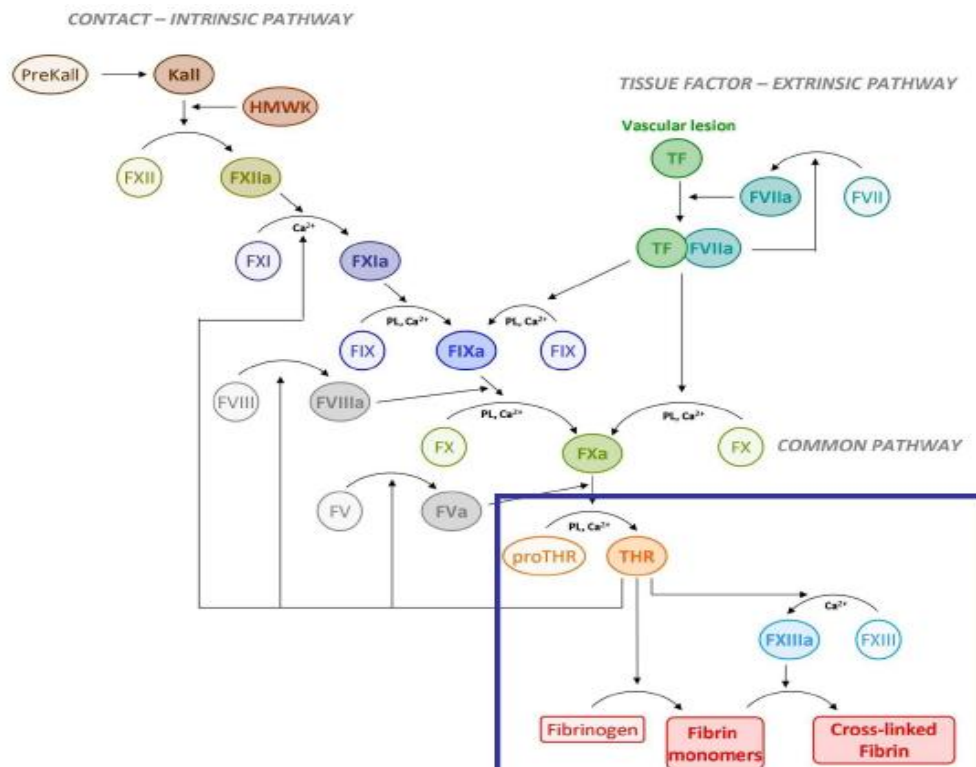 CONTACT – INTRINSIC PATHWAY
PreKall
Kall
HMWK
FXII
FXIIa
Ca²⁺
FXI
FXIa
TISSUE FACTOR – EXTRINSIC PATHWAY
Vascular lesion
TF
FVIIa
FVII
TF
FVIIa
PL, Ca²⁺
PL, Ca²⁺
FIX
FIXa
FIX
FVIII
FVIIIa
PL, Ca²⁺
PL, Ca²⁺
FX
FXa
FX
COMMON PATHWAY
FV
FVa
PL, Ca²⁺
proTHR
THR
Ca²⁺
FXIIIa
FXIII
Fibrinogen
Fibrin
monomers
Cross-linked
Fibrin